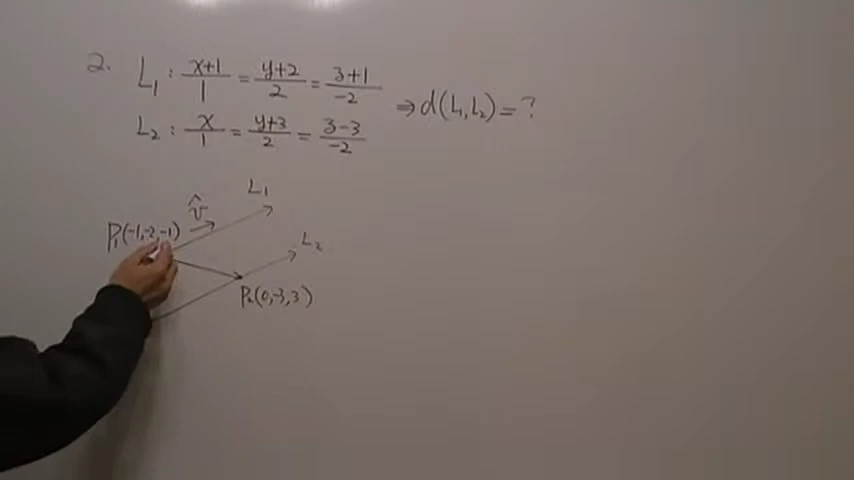 2. L₁ : x+1/1 = y+2/2 = 3+1/-2
L₂ : x/1 = y+3/2 = 3-3/-2
⇒ d(L₁,L₂) = ?
L₁
v̂
P₁(-1,-2,-1)
L₂
P₂(0,-3,3)